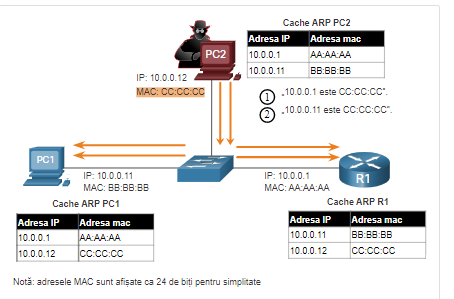 Cache ARP PC2
Adresa IP Adresa mac
10.0.0.1 AA:AA:AA
10.0.0.11 BB:BB:BB
PC2
IP: 10.0.0.12
MAC: CC:CC:CC
1 „10.0.0.1 este CC:CC:CC”.
2 „10.0.0.11 este CC:CC:CC”.
PC1
IP: 10.0.0.11
MAC: BB:BB:BB
IP: 10.0.0.1
MAC: AA:AA:AA
R1
Cache ARP PC1
Adresa IP Adresa mac
10.0.0.1 AA:AA:AA
10.0.0.12 CC:CC:CC
Cache ARP R1
Adresa IP Adresa mac
10.0.0.11 BB:BB:BB
10.0.0.12 CC:CC:CC
Notă: adresele MAC sunt afișate ca 24 de biți pentru simplitate